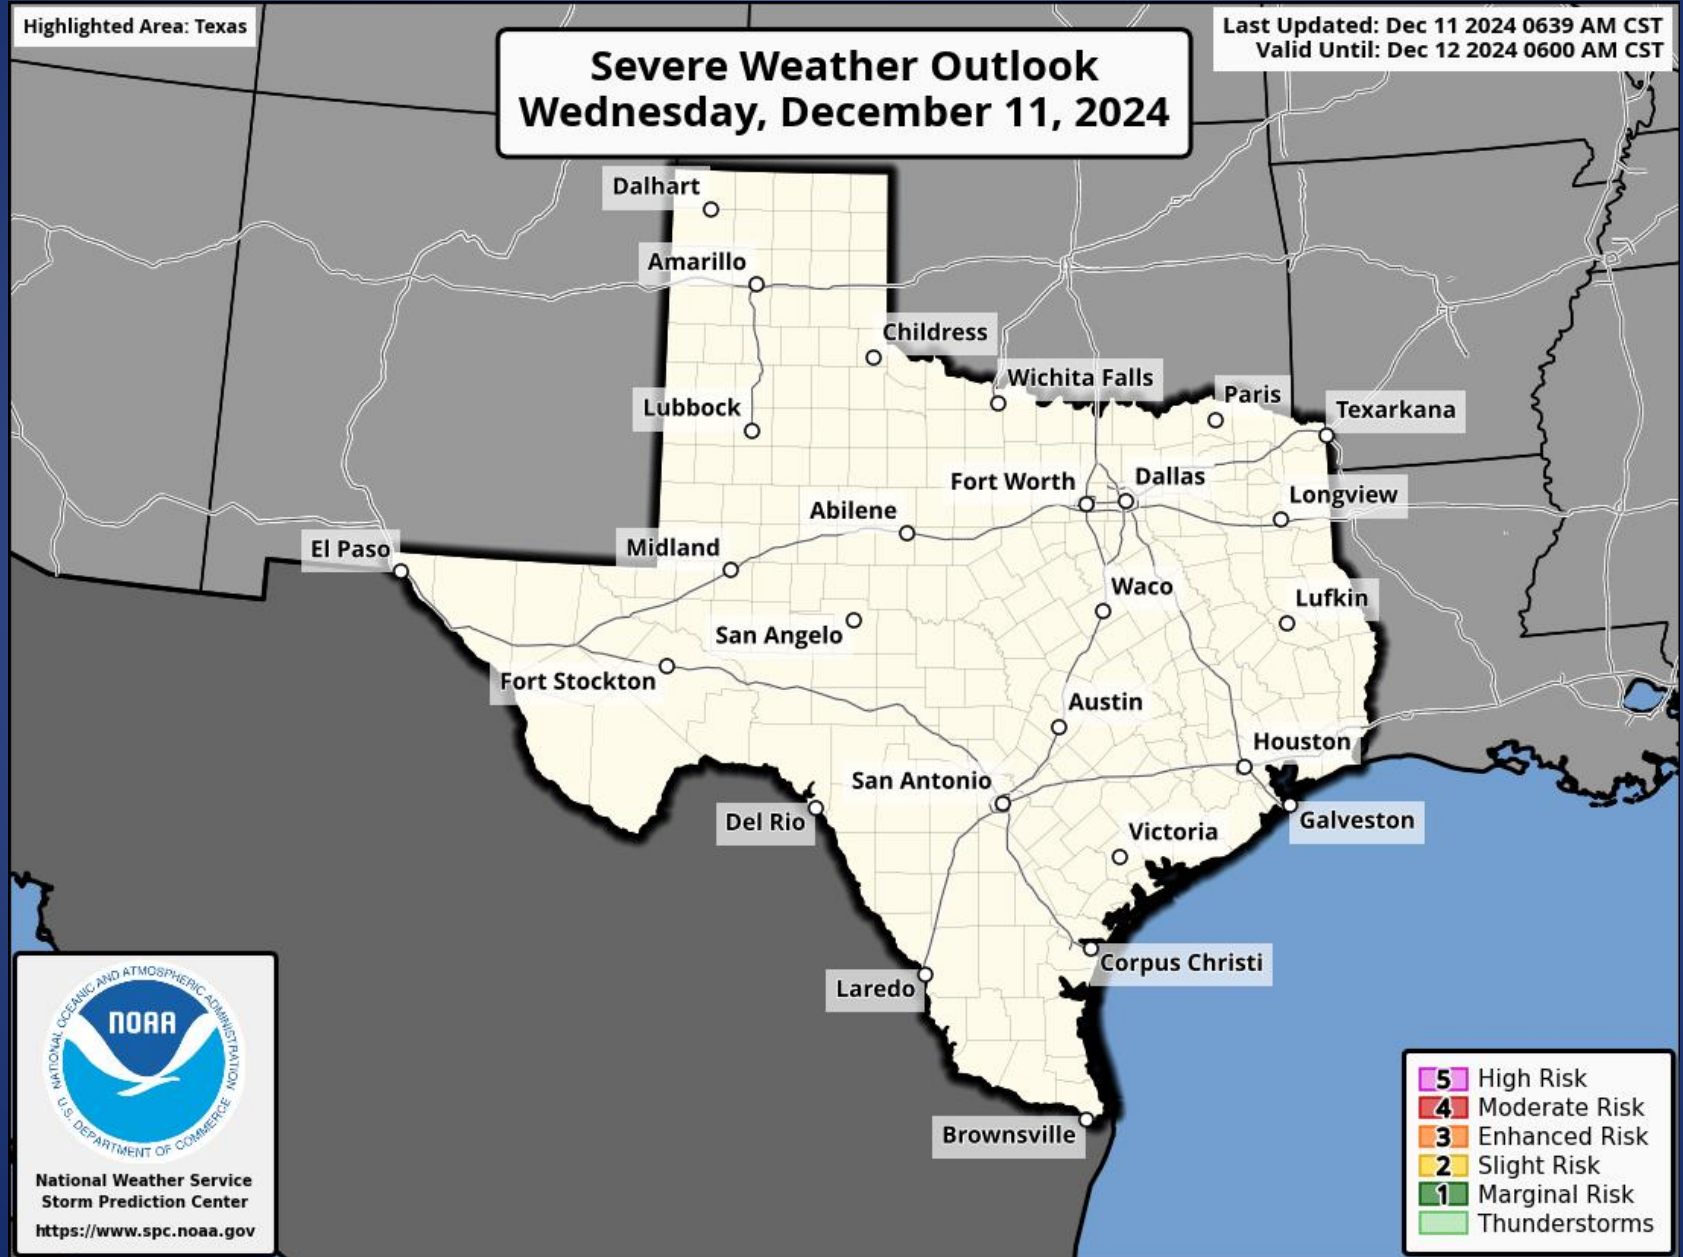 Highlighted Area: Texas
Severe Weather Outlook
Wednesday, December 11, 2024
Last Updated: Dec 11 2024 0639 AM CST
Valid Until: Dec 12 2024 0600 AM CST
Dalhart
Amarillo
Childress
Wichita Falls
Paris
Lubbock
Texarkana
Fort Worth
Dallas
Longview
Abilene
El Paso
Midland
Waco
Lufkin
San Angelo
Fort Stockton
Austin
Houston
San Antonio
Del Rio
Galveston
Victoria
Corpus Christi
Laredo
Brownsville
NATIONAL OCEANIC AND ATMOSPHERIC ADMINISTRATION
NOAA
U.S. DEPARTMENT OF COMMERCE
National Weather Service
Storm Prediction Center
https://www.spc.noaa.gov
5 High Risk
4 Moderate Risk
3 Enhanced Risk
2 Slight Risk
1 Marginal Risk
Thunderstorms